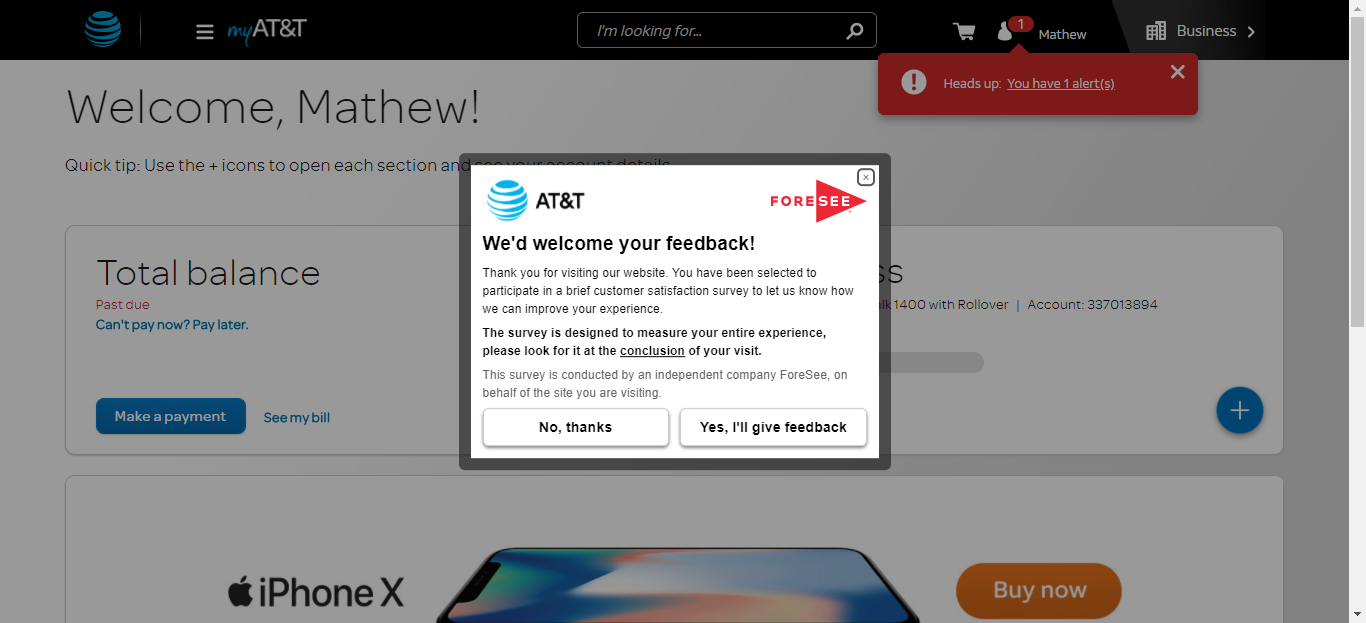 myAT&T
I'm looking for...
1
Mathew
Business
Heads up: You have 1 alert(s)
Welcome, Mathew!
Quick tip: Use the + icons to open each section and see your account details
AT&T
FORESEE
We'd welcome your feedback!
Thank you for visiting our website. You have been selected to
participate in a brief customer satisfaction survey to let us know how
we can improve your experience.
The survey is designed to measure your entire experience,
please look for it at the conclusion of your visit.
This survey is conducted by an independent company ForeSee, on
behalf of the site you are visiting.
No, thanks
Yes, I'll give feedback
Total balance
Past due
Can't pay now? Pay later.
Make a payment
See my bill
ss
alk 1400 with Rollover | Account: 337013894
iPhone X
Buy now